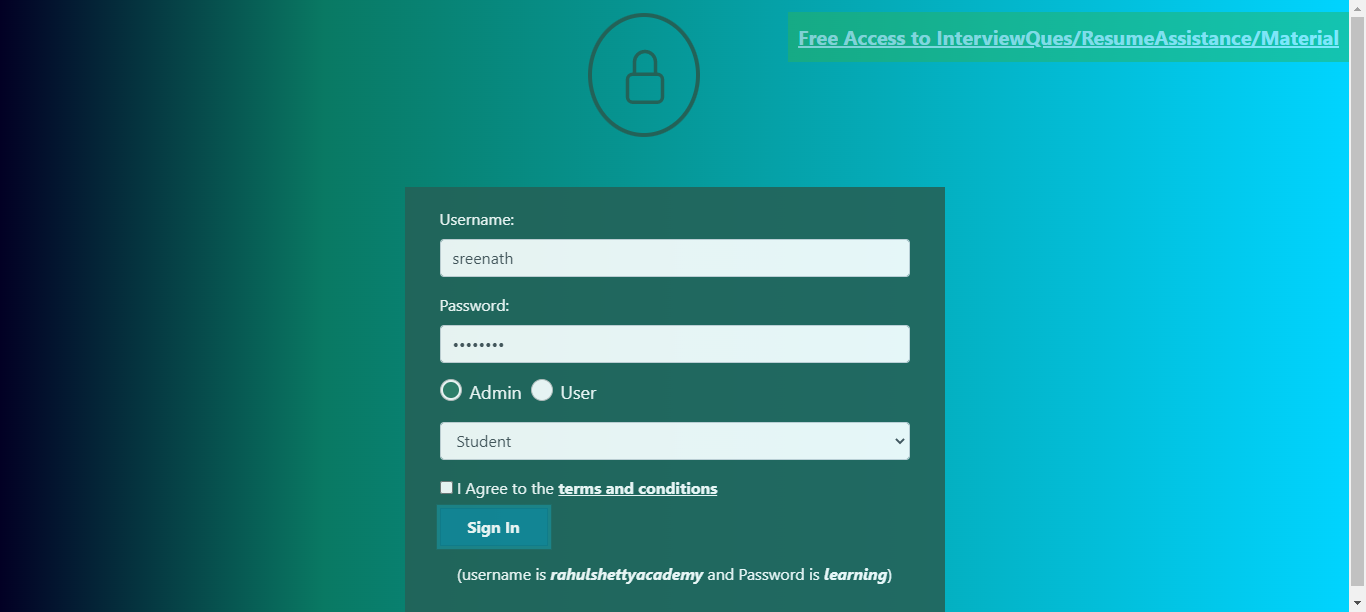 Free Access to InterviewQues/ResumeAssistance/Material
Username:
sreenath
Password:
••••••••
Admin User
Student
I Agree to the terms and conditions
Sign In
(username is rahulshettyacademy and Password is learning)